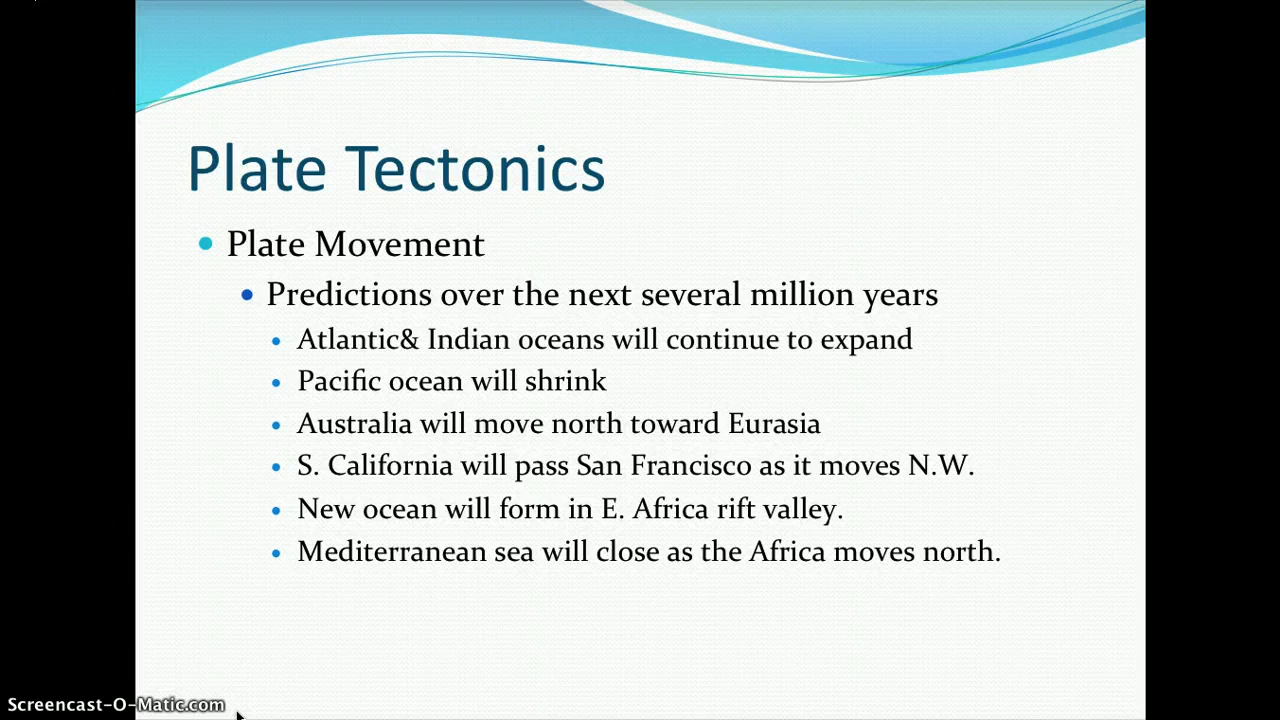 Plate Tectonics
Plate Movement
Predictions over the next several million years
Atlantic& Indian oceans will continue to expand
Pacific ocean will shrink
Australia will move north toward Eurasia
S. California will pass San Francisco as it moves N.W.
New ocean will form in E. Africa rift valley.
Mediterranean sea will close as the Africa moves north.
Screencast-O-Matic.com